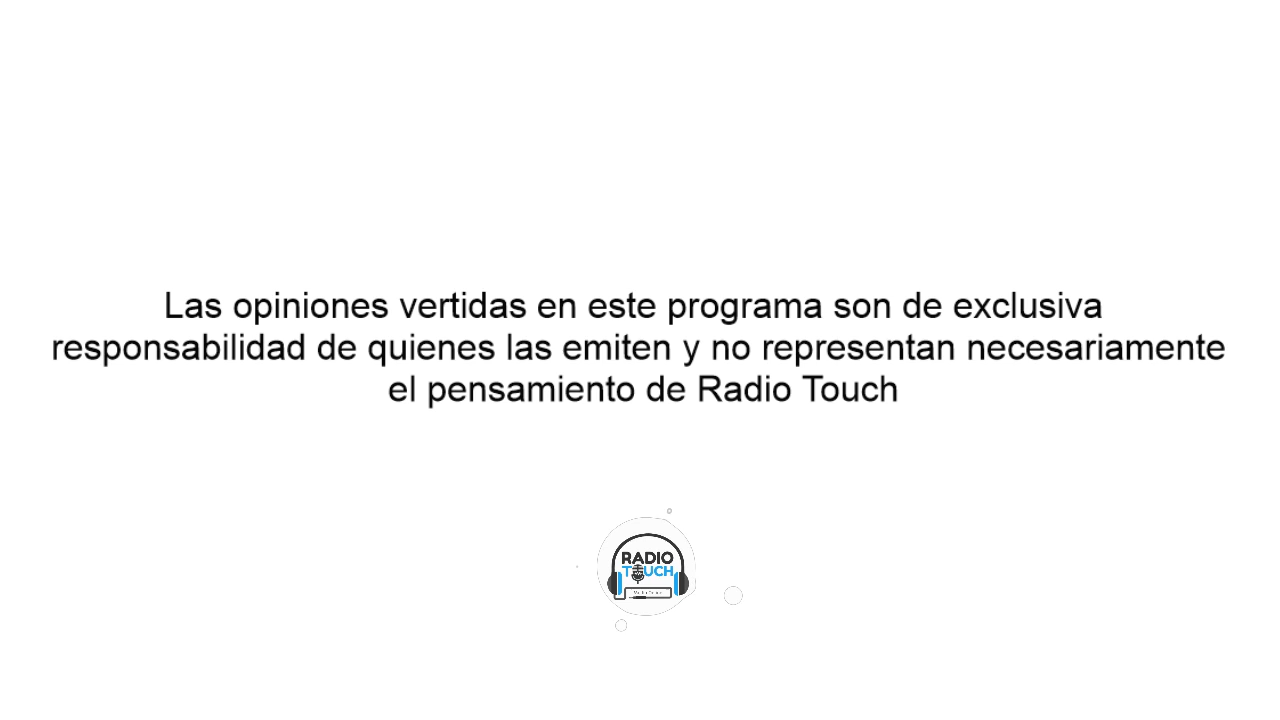 Las opiniones vertidas en este programa son de exclusiva
responsabilidad de quienes las emiten y no representan necesariamente
el pensamiento de Radio Touch
RADIO
TOUCH